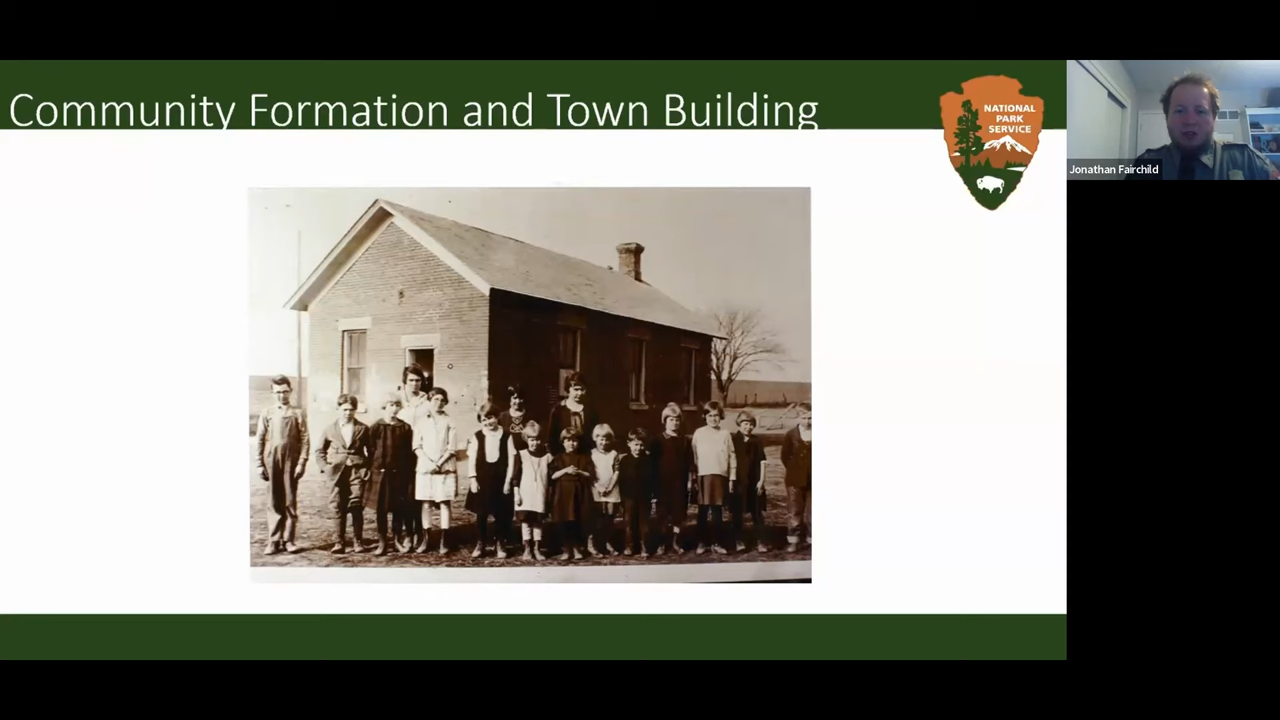 Community Formation and Town Building
NATIONAL
PARK
SERVICE
Jonathan Fairchild